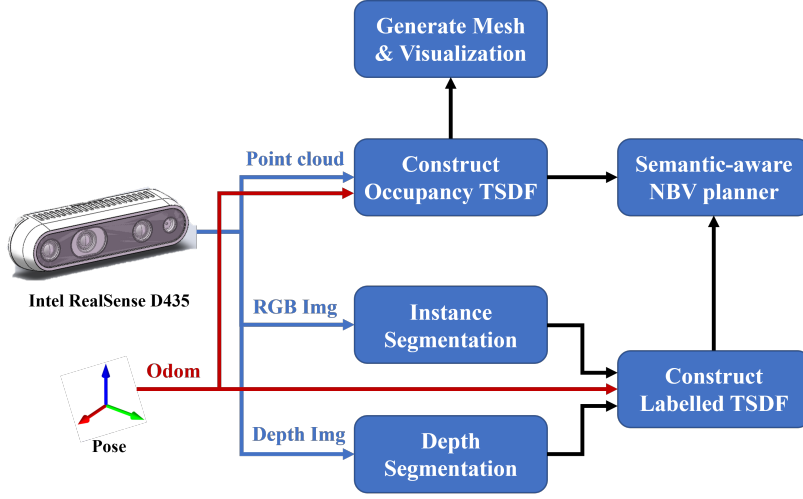 Generate Mesh
& Visualization
Point cloud
Construct
Occupancy TSDF
Semantic-aware
NBV planner
Intel RealSense D435
RGB Img
Instance
Segmentation
Odom
Construct
Labelled TSDF
Pose
Depth Img
Depth
Segmentation